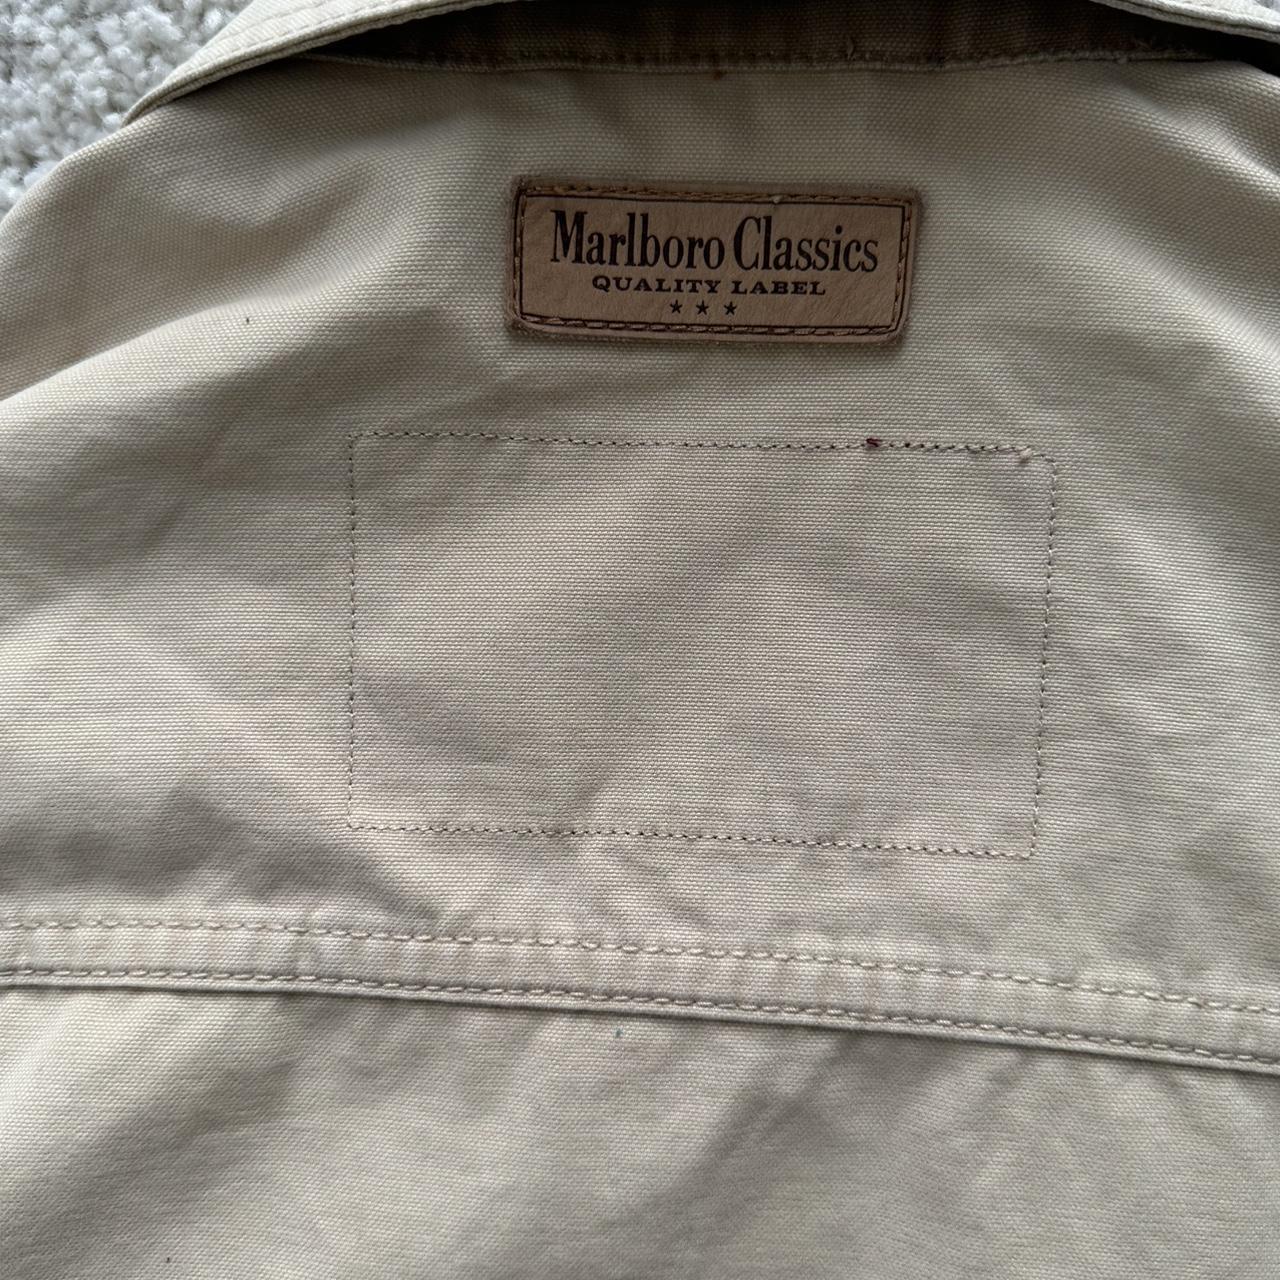 Marlboro Classics
QUALITY LABEL
★ ★ ★